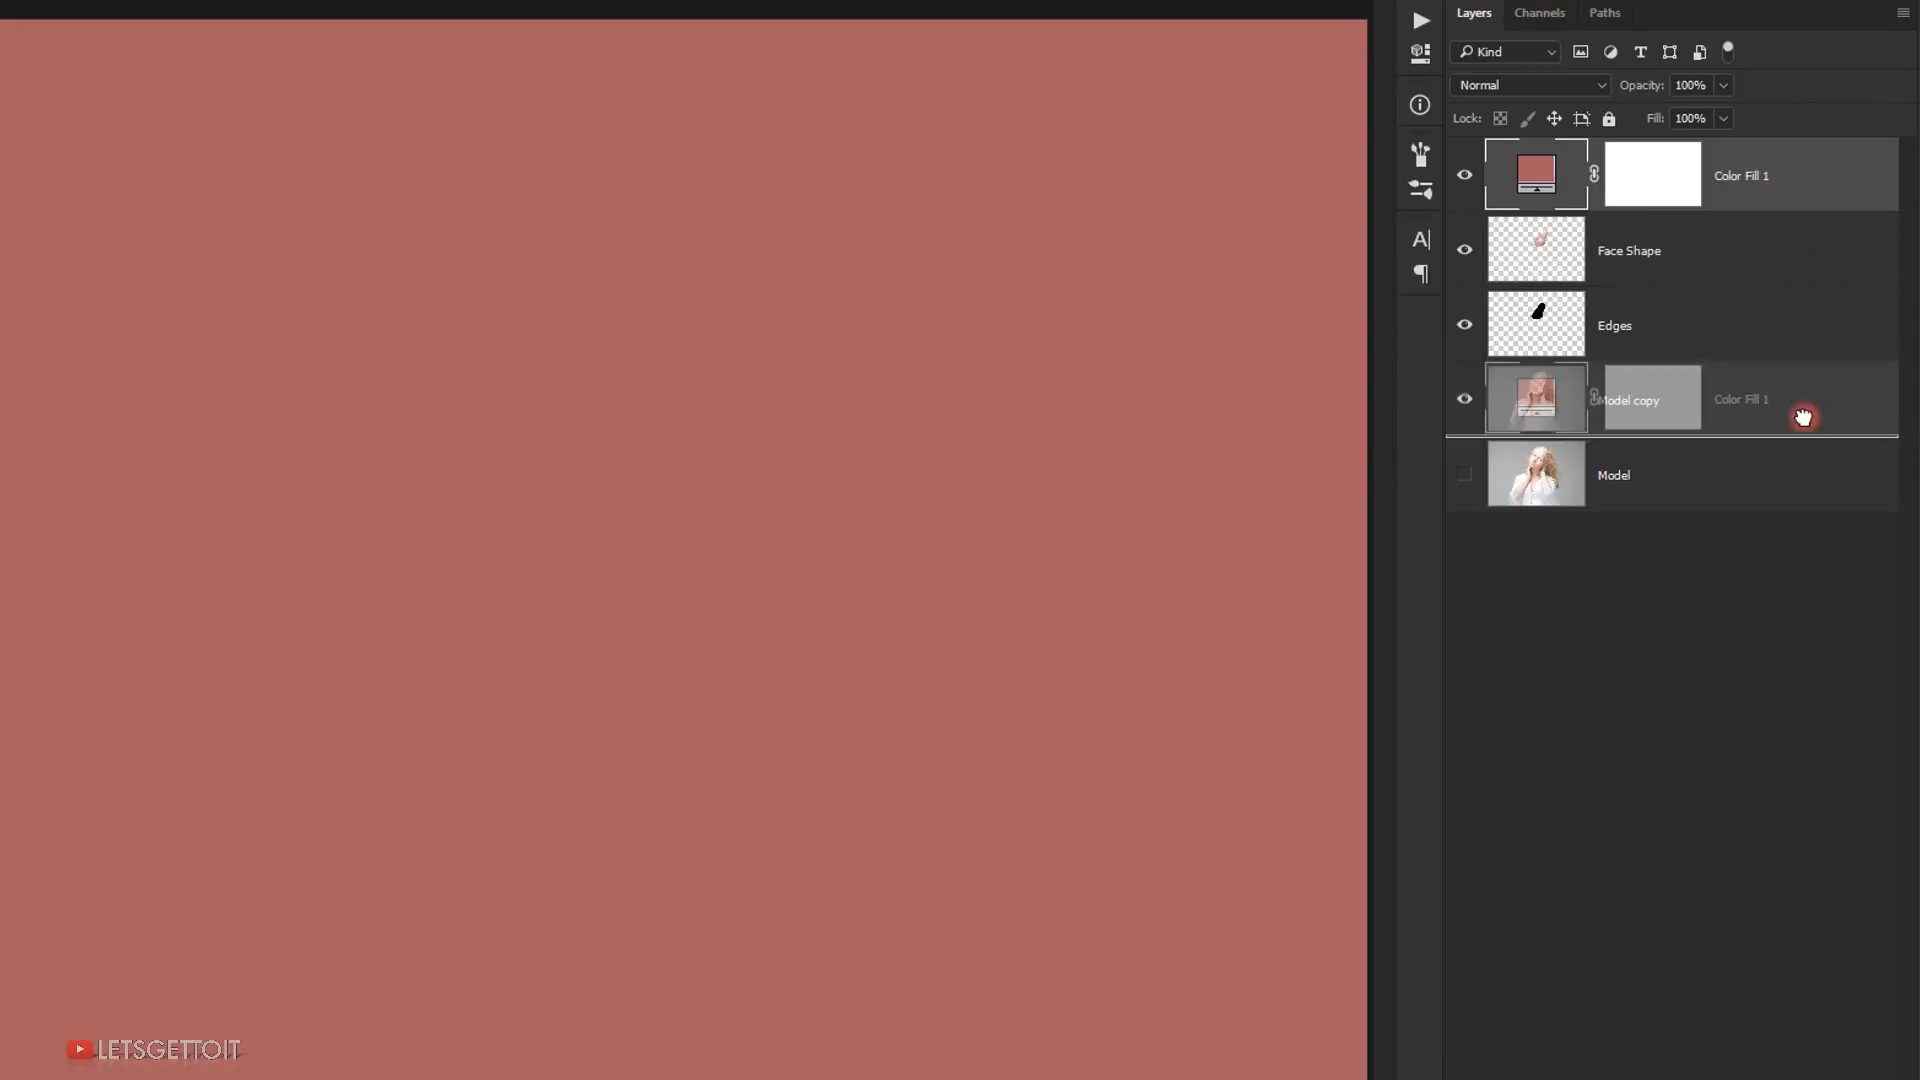 Layers Channels Paths
Kind
Normal Opacity: 100%
Lock: Fill: 100%
Color Fill 1
Face Shape
Edges
Model copy Color Fill 1
Model
LETSGETTOIT